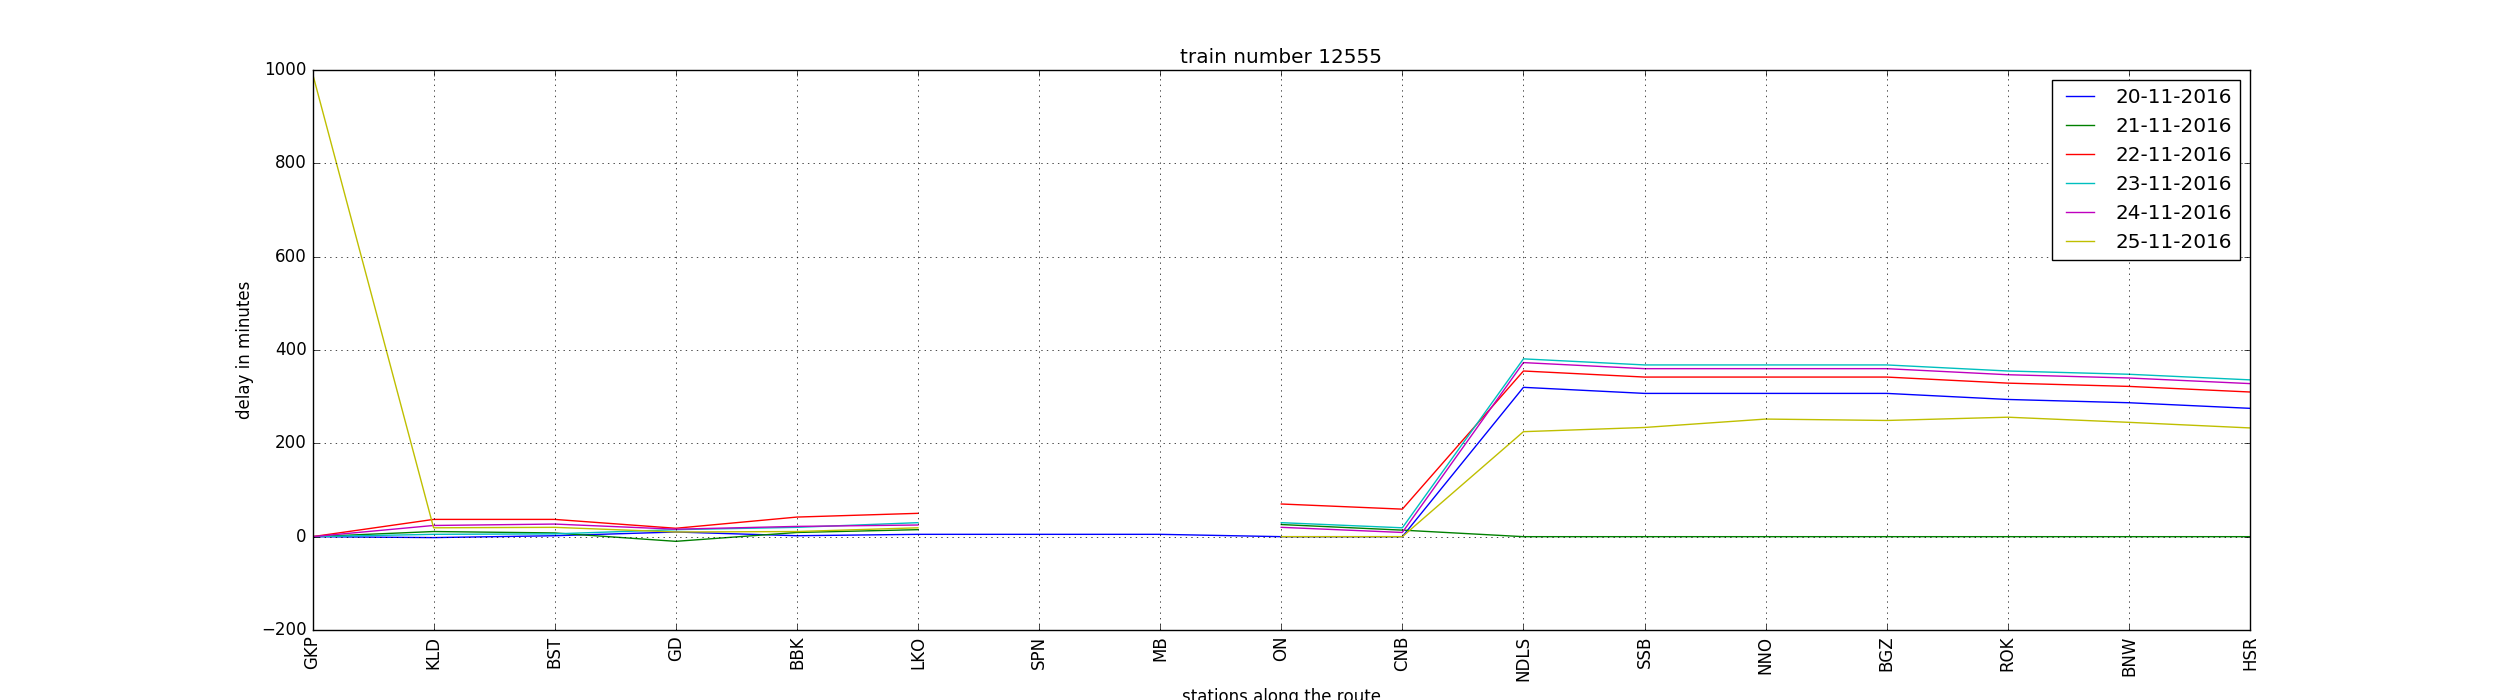 train number 12555
1000
800
600
400
200
0
−200
delay in minutes
20-11-2016
21-11-2016
22-11-2016
23-11-2016
24-11-2016
25-11-2016
GKP
KLD
BST
GD
BBK
LKO
SPN
MB
ON
CNB
NDLS
SSB
NNO
BGZ
ROK
BNW
HSR
stations along the route